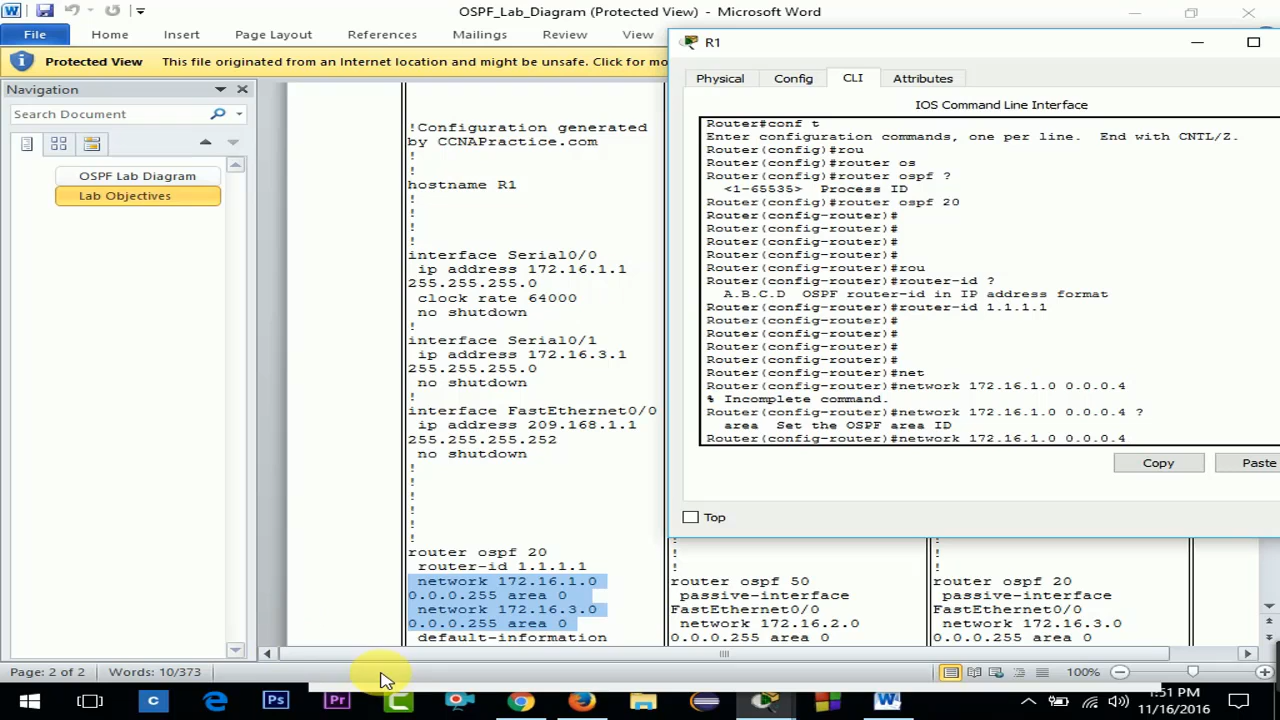 OSPF_Lab_Diagram (Protected View) - Microsoft Word
File Home Insert Page Layout References Mailings Review View
Protected View This file originated from an Internet location and might be unsafe. Click for mo
Navigation
Search Document
OSPF Lab Diagram
Lab Objectives
!Configuration generated
by CCNAPractice.com
!
!
hostname R1
!
!
!
!
interface Serial0/0
ip address 172.16.1.1
255.255.255.0
clock rate 64000
no shutdown
!
interface Serial0/1
ip address 172.16.3.1
255.255.255.0
no shutdown
!
interface FastEthernet0/0
ip address 209.168.1.1
255.255.255.252
no shutdown
!
!
!
!
!
!
router ospf 20
router-id 1.1.1.1
network 172.16.1.0
0.0.0.255 area 0
network 172.16.3.0
0.0.0.255 area 0
default-information
R1
Physical Config CLI Attributes
IOS Command Line Interface
Router#conf t
Enter configuration commands, one per line. End with CNTL/Z.
Router(config)#rou
Router(config)#router os
Router(config)#router ospf ?
<1-65535> Process ID
Router(config)#router ospf 20
Router(config-router)#
Router(config-router)#
Router(config-router)#
Router(config-router)#
Router(config-router)#rou
Router(config-router)#router-id ?
A.B.C.D OSPF router-id in IP address format
Router(config-router)#router-id 1.1.1.1
Router(config-router)#
Router(config-router)#
Router(config-router)#
Router(config-router)#
Router(config-router)#net
Router(config-router)#network 172.16.1.0 0.0.0.4
% Incomplete command.
Router(config-router)#network 172.16.1.0 0.0.0.4 ?
area Set the OSPF area ID
Router(config-router)#network 172.16.1.0 0.0.0.4
Copy Paste
Top
!
!
router ospf 50
passive-interface
FastEthernet0/0
network 172.16.2.0
0.0.0.255 area 0
!
!
router ospf 20
passive-interface
FastEthernet0/0
network 172.16.3.0
0.0.0.255 area 0
Page: 2 of 2 Words: 10/373 100%
C Ps Pr
1:51 PM
11/16/2016